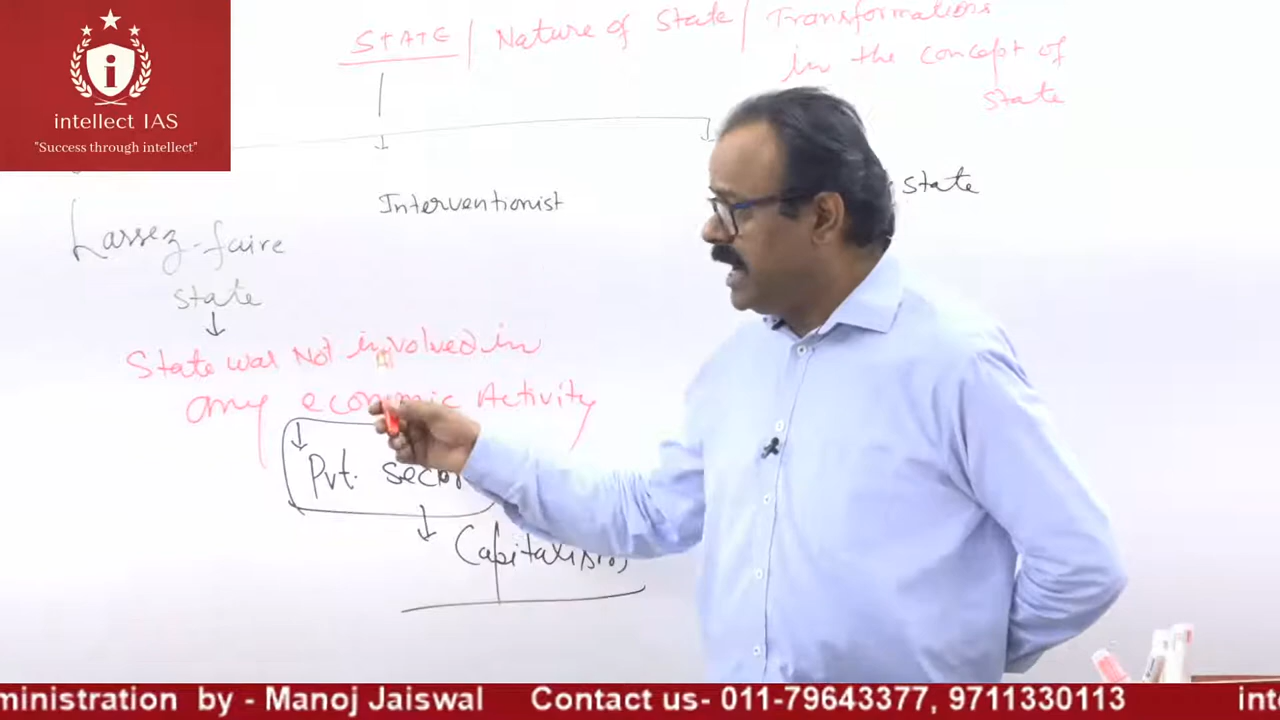 intellect IAS
"Success through intellect"
STATE | Nature of State | Transformations
in the concept of
state
Interventionist
state
Lassez-faire
state
State was Not involved in
any economic Activity
Pvt.
Capitalism
ministration by - Manoj Jaiswal Contact us- 011-79643377, 9711330113 int